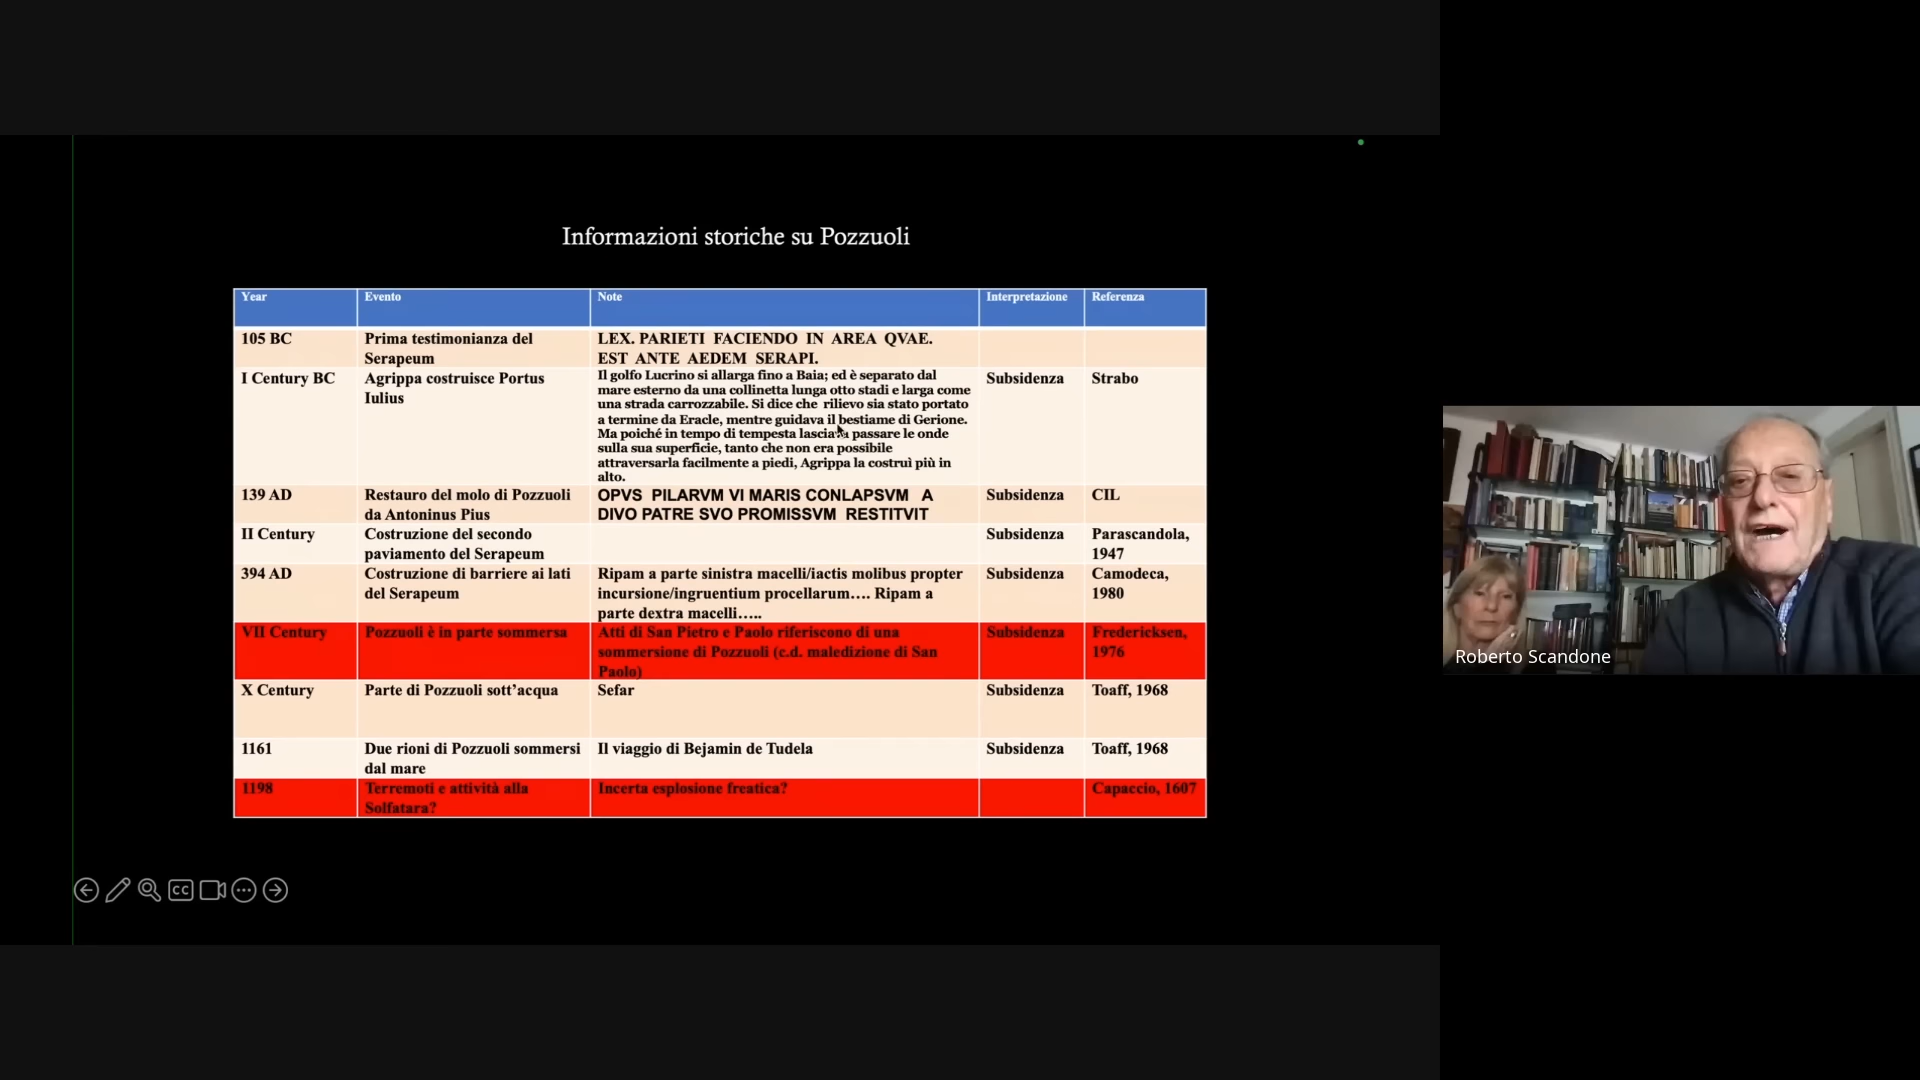 Informazioni storiche su Pozzuoli
Year Evento Note Interpretazione Referenza
105 BC Prima testimonianza del LEX. PARIETI FACIENDO IN AREA QVAE.
Serapeum EST ANTE AEDEM SERAPI.
I Century BC Agrippa costruisce Portus Il golfo Lucrino si allarga fino a Baia; ed è separato dal Subsidenza Strabo
Iulius mare esterno da una collinetta lunga otto stadi e larga come
una strada carrozzabile. Si dice che rilievo sia stato portato
a termine da Eracle, mentre guidava il bestiame di Gerione.
Ma poiché in tempo di tempesta lasciava passare le onde
sulla sua superficie, tanto che non era possibile
attraversarla facilmente a piedi, Agrippa la costruì più in
alto.
139 AD Restauro del molo di Pozzuoli OPVS PILARVM VI MARIS CONLAPSVM A Subsidenza CIL
da Antoninus Pius DIVO PATRE SVO PROMISSVM RESTITVIT
II Century Costruzione del secondo Subsidenza Parascandola,
paviamento del Serapeum 1947
394 AD Costruzione di barriere ai lati Ripam a parte sinistra macelli/iactis molibus propter Subsidenza Camodeca,
del Serapeum incursione/ingruentium procellarum…. Ripam a 1980
parte dextra macelli…..
VII Century Pozzuoli è in parte sommersa Atti di San Pietro e Paolo riferiscono di una Subsidenza Fredericksen,
sommersione di Pozzuoli (c.d. maledizione di San 1976
Paolo)
X Century Parte di Pozzuoli sott’acqua Sefar Subsidenza Toaff, 1968
1161 Due rioni di Pozzuoli sommersi Il viaggio di Bejamin de Tudela Subsidenza Toaff, 1968
dal mare
1198 Terremoti e attività alla Incerta esplosione freatica? Capaccio, 1607
Solfatara?
CC
Roberto Scandone